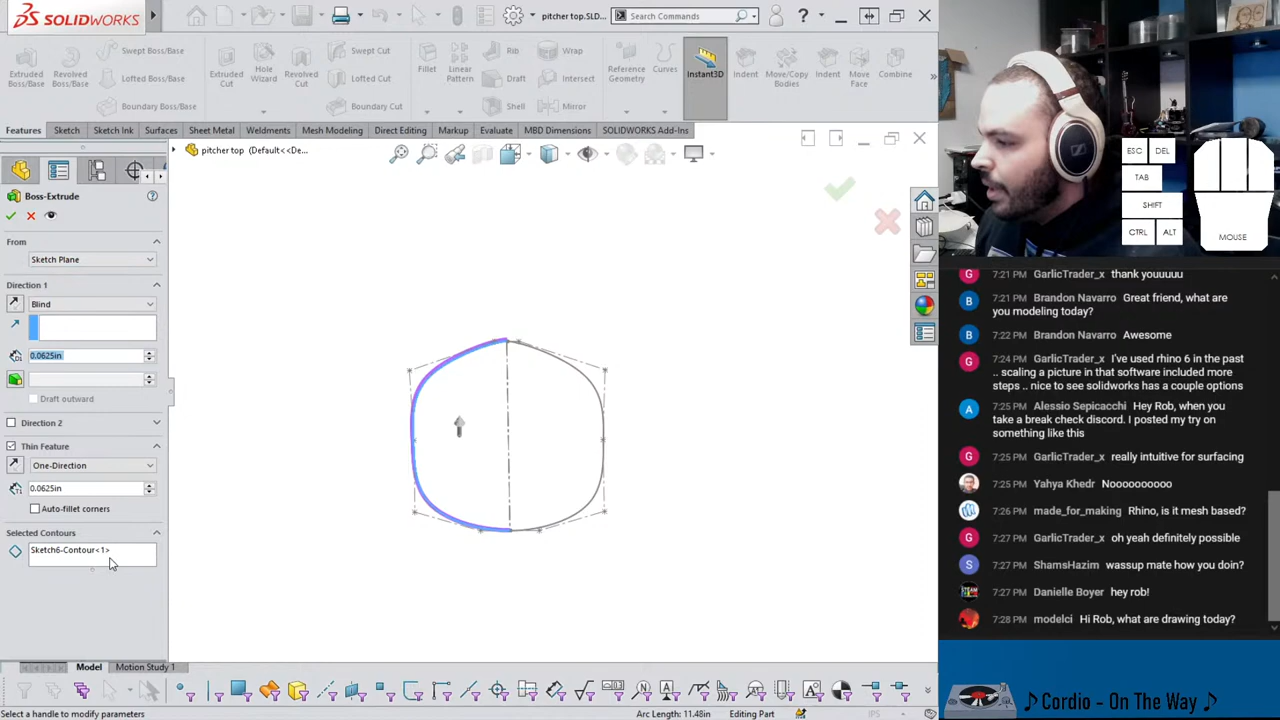 SOLIDWORKS
pitcher top.SLD...
Search Commands
Extruded Boss/Base
Revolved Boss/Base
Swept Boss/Base
Lofted Boss/Base
Boundary Boss/Base
Extruded Cut
Hole Wizard
Revolved Cut
Swept Cut
Lofted Cut
Boundary Cut
Fillet
Linear Pattern
Rib
Draft
Shell
Wrap
Intersect
Mirror
Reference Geometry
Curves
Instant3D
Indent
Move/Copy Bodies
Indent
Move Face
Combine
Features
Sketch
Sketch Ink
Surfaces
Sheet Metal
Weldments
Mesh Modeling
Direct Editing
Markup
Evaluate
MBD Dimensions
SOLIDWORKS Add-Ins
pitcher top (Default<<De...
Boss-Extrude
From
Sketch Plane
Direction 1
Blind
0.0625in
Draft outward
Direction 2
Thin Feature
One-Direction
0.0625in
Auto-fillet corners
Selected Contours
Sketch6-Contour<1>
Model
Motion Study 1
Select a handle to modify parameters
Arc Length: 11.48in
Editing Part
IPS
ESC
DEL
TAB
SHIFT
CTRL
ALT
MOUSE
G 7:21 PM GarlicTrader_x thank youuuuu
B 7:21 PM Brandon Navarro Great friend, what are
you modeling today?
B 7:22 PM Brandon Navarro Awesome
G 7:24 PM GarlicTrader_x I've used rhino 6 in the past
.. scaling a picture in that software included more
steps .. nice to see solidworks has a couple options
A 7:25 PM Alessio Sepicacchi Hey Rob, when you
take a break check discord. I posted my try on
something like this
G 7:25 PM GarlicTrader_x really intuitive for surfacing
7:25 PM Yahya Khedr Noooooooooo
7:26 PM made_for_making Rhino, is it mesh based?
G 7:27 PM GarlicTrader_x oh yeah definitely possible
S 7:27 PM ShamsHazim wassup mate how you doin?
7:27 PM Danielle Boyer hey rob!
7:28 PM modelci Hi Rob, what are drawing today?
♪ Cordio - On The Way ♪